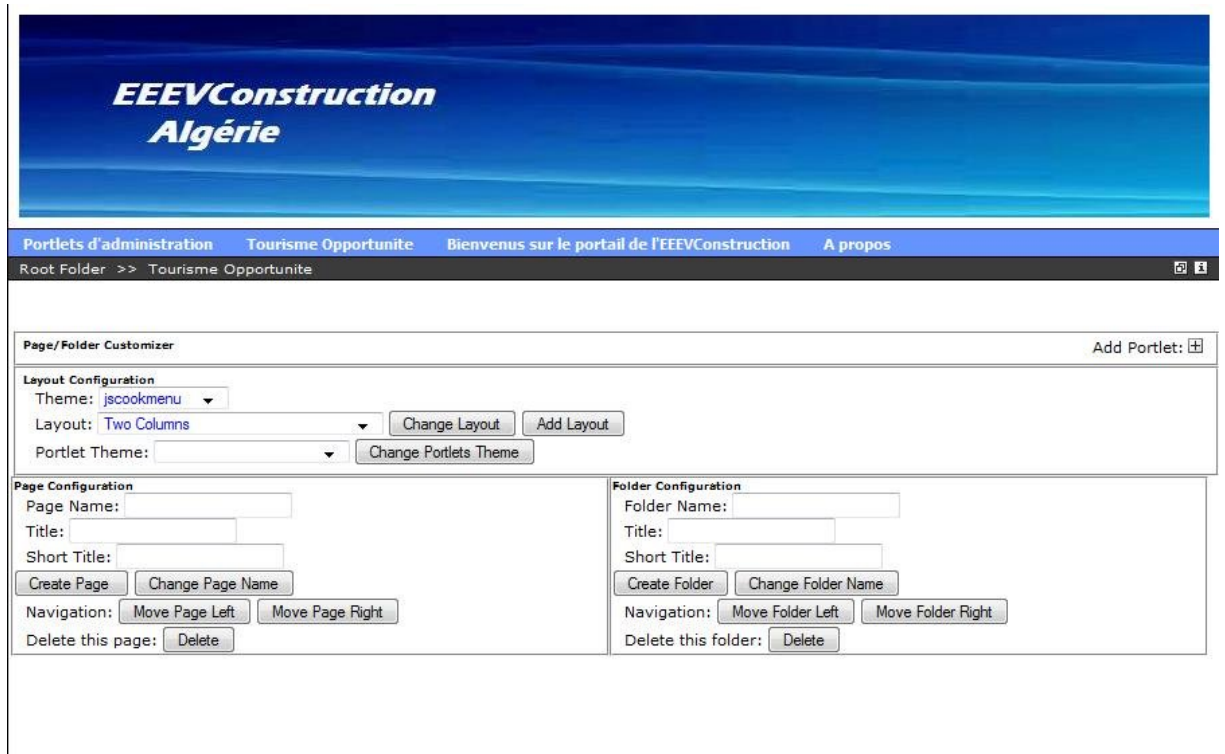 EEEVConstruction
Algérie
Portlets d'administration Tourisme Opportunite Bienvenus sur le portail de l'EEEVConstruction A propos
Root Folder >> Tourisme Opportunite
Page/Folder Customizer Add Portlet:
Layout Configuration
Theme: jscookmenu
Layout: Two Columns Change Layout Add Layout
Portlet Theme: Change Portlets Theme
Page Configuration
Page Name:
Title:
Short Title:
Create Page Change Page Name
Navigation: Move Page Left Move Page Right
Delete this page: Delete
Folder Configuration
Folder Name:
Title:
Short Title:
Create Folder Change Folder Name
Navigation: Move Folder Left Move Folder Right
Delete this folder: Delete